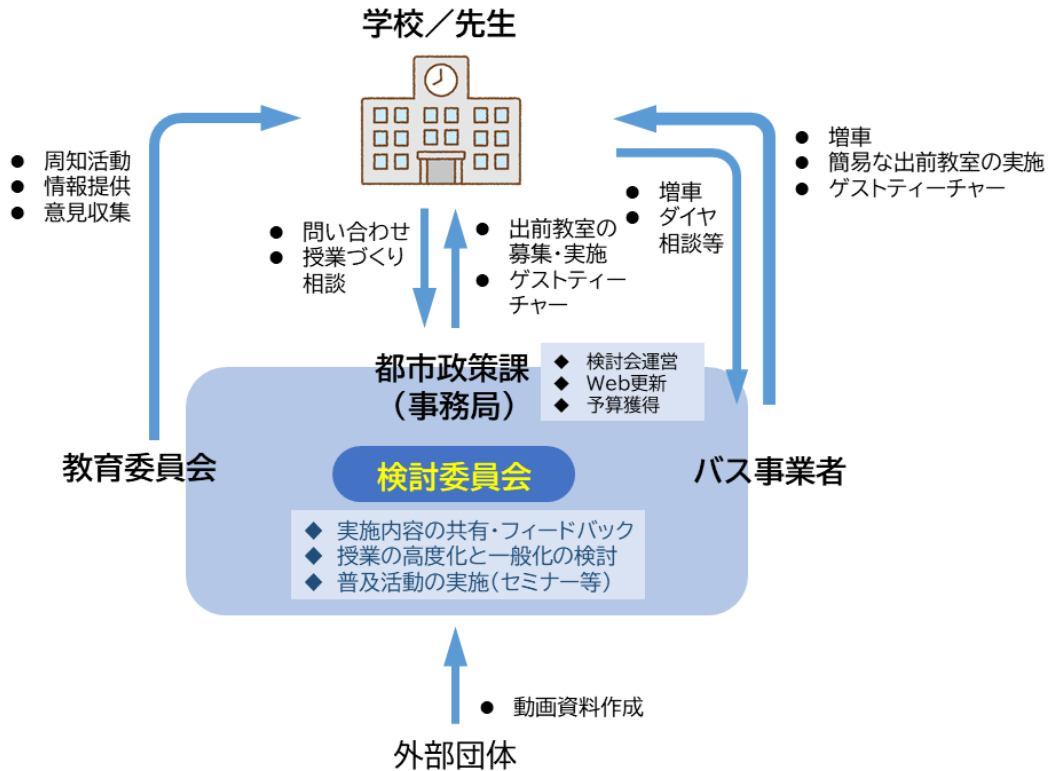 学校／先生
● 周知活動
● 情報提供
● 意見収集
● 問い合わせ
● 授業づくり
相談
● 出前教室の
募集・実施
● ゲストティー
チャー
● 増車
● ダイヤ
相談等
● 増車
● 簡易な出前教室の実施
● ゲストティーチャー
都市政策課
（事務局）
◆ 検討会運営
◆ Web更新
◆ 予算獲得
教育委員会
検討委員会
バス事業者
◆ 実施内容の共有・フィードバック
◆ 授業の高度化と一般化の検討
◆ 普及活動の実施（セミナー等）
● 動画資料作成
外部団体